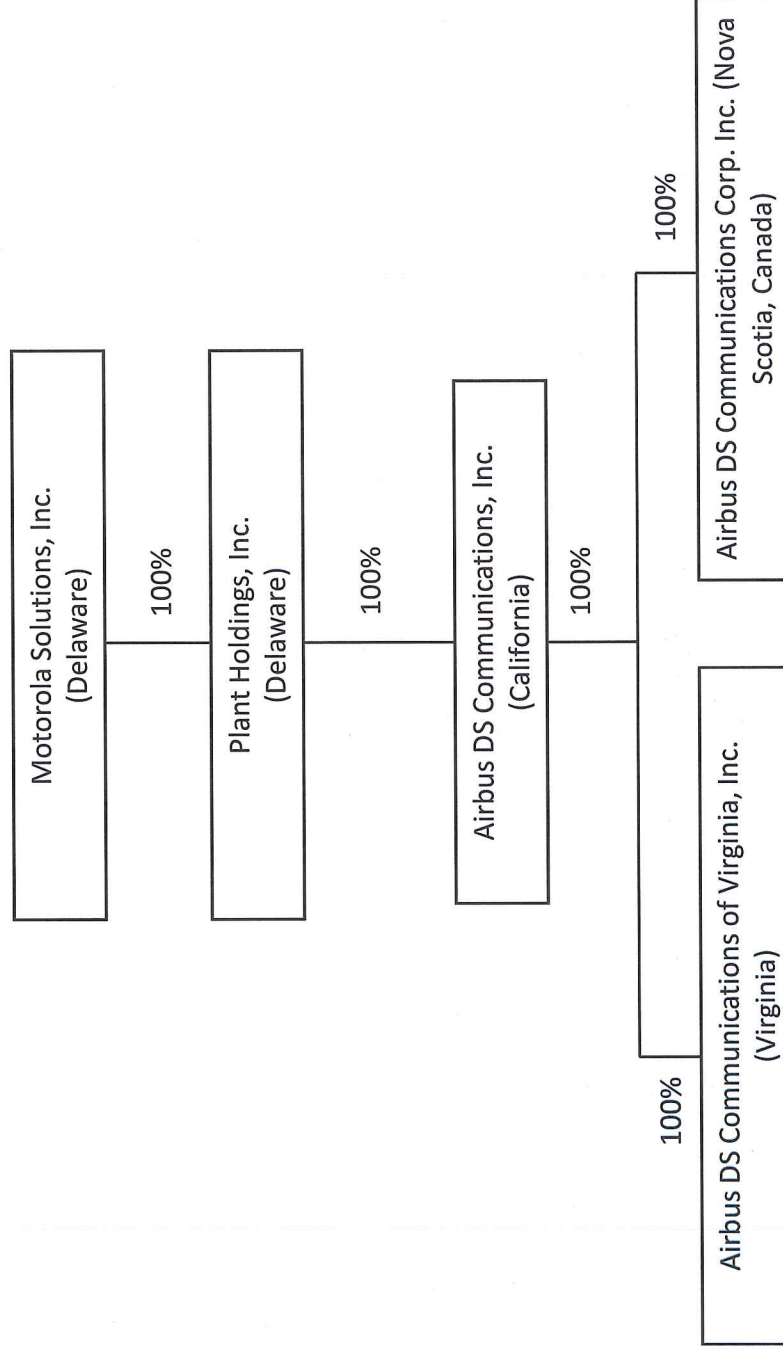 Motorola Solutions, Inc.
(Delaware)
100%
Plant Holdings, Inc.
(Delaware)
100%
Airbus DS Communications, Inc.
(California)
100%
100%
100%
Airbus DS Communications of Virginia, Inc.
(Virginia)
Airbus DS Communications Corp. Inc. (Nova
Scotia, Canada)